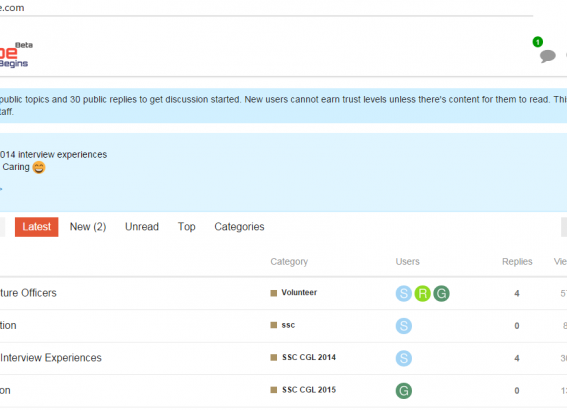 e.com
Beta
be
Begins
1
public topics and 30 public replies to get discussion started. New users cannot earn trust levels unless there's content for them to read. Thi
aff.
014 interview experiences
Caring
Latest New (2) Unread Top Categories
Category Users Replies Vie
ture Officers Volunteer S R G 4 5
tion ssc S 0 8
Interview Experiences SSC CGL 2014 S 4 3
on SSC CGL 2015 G 0 1